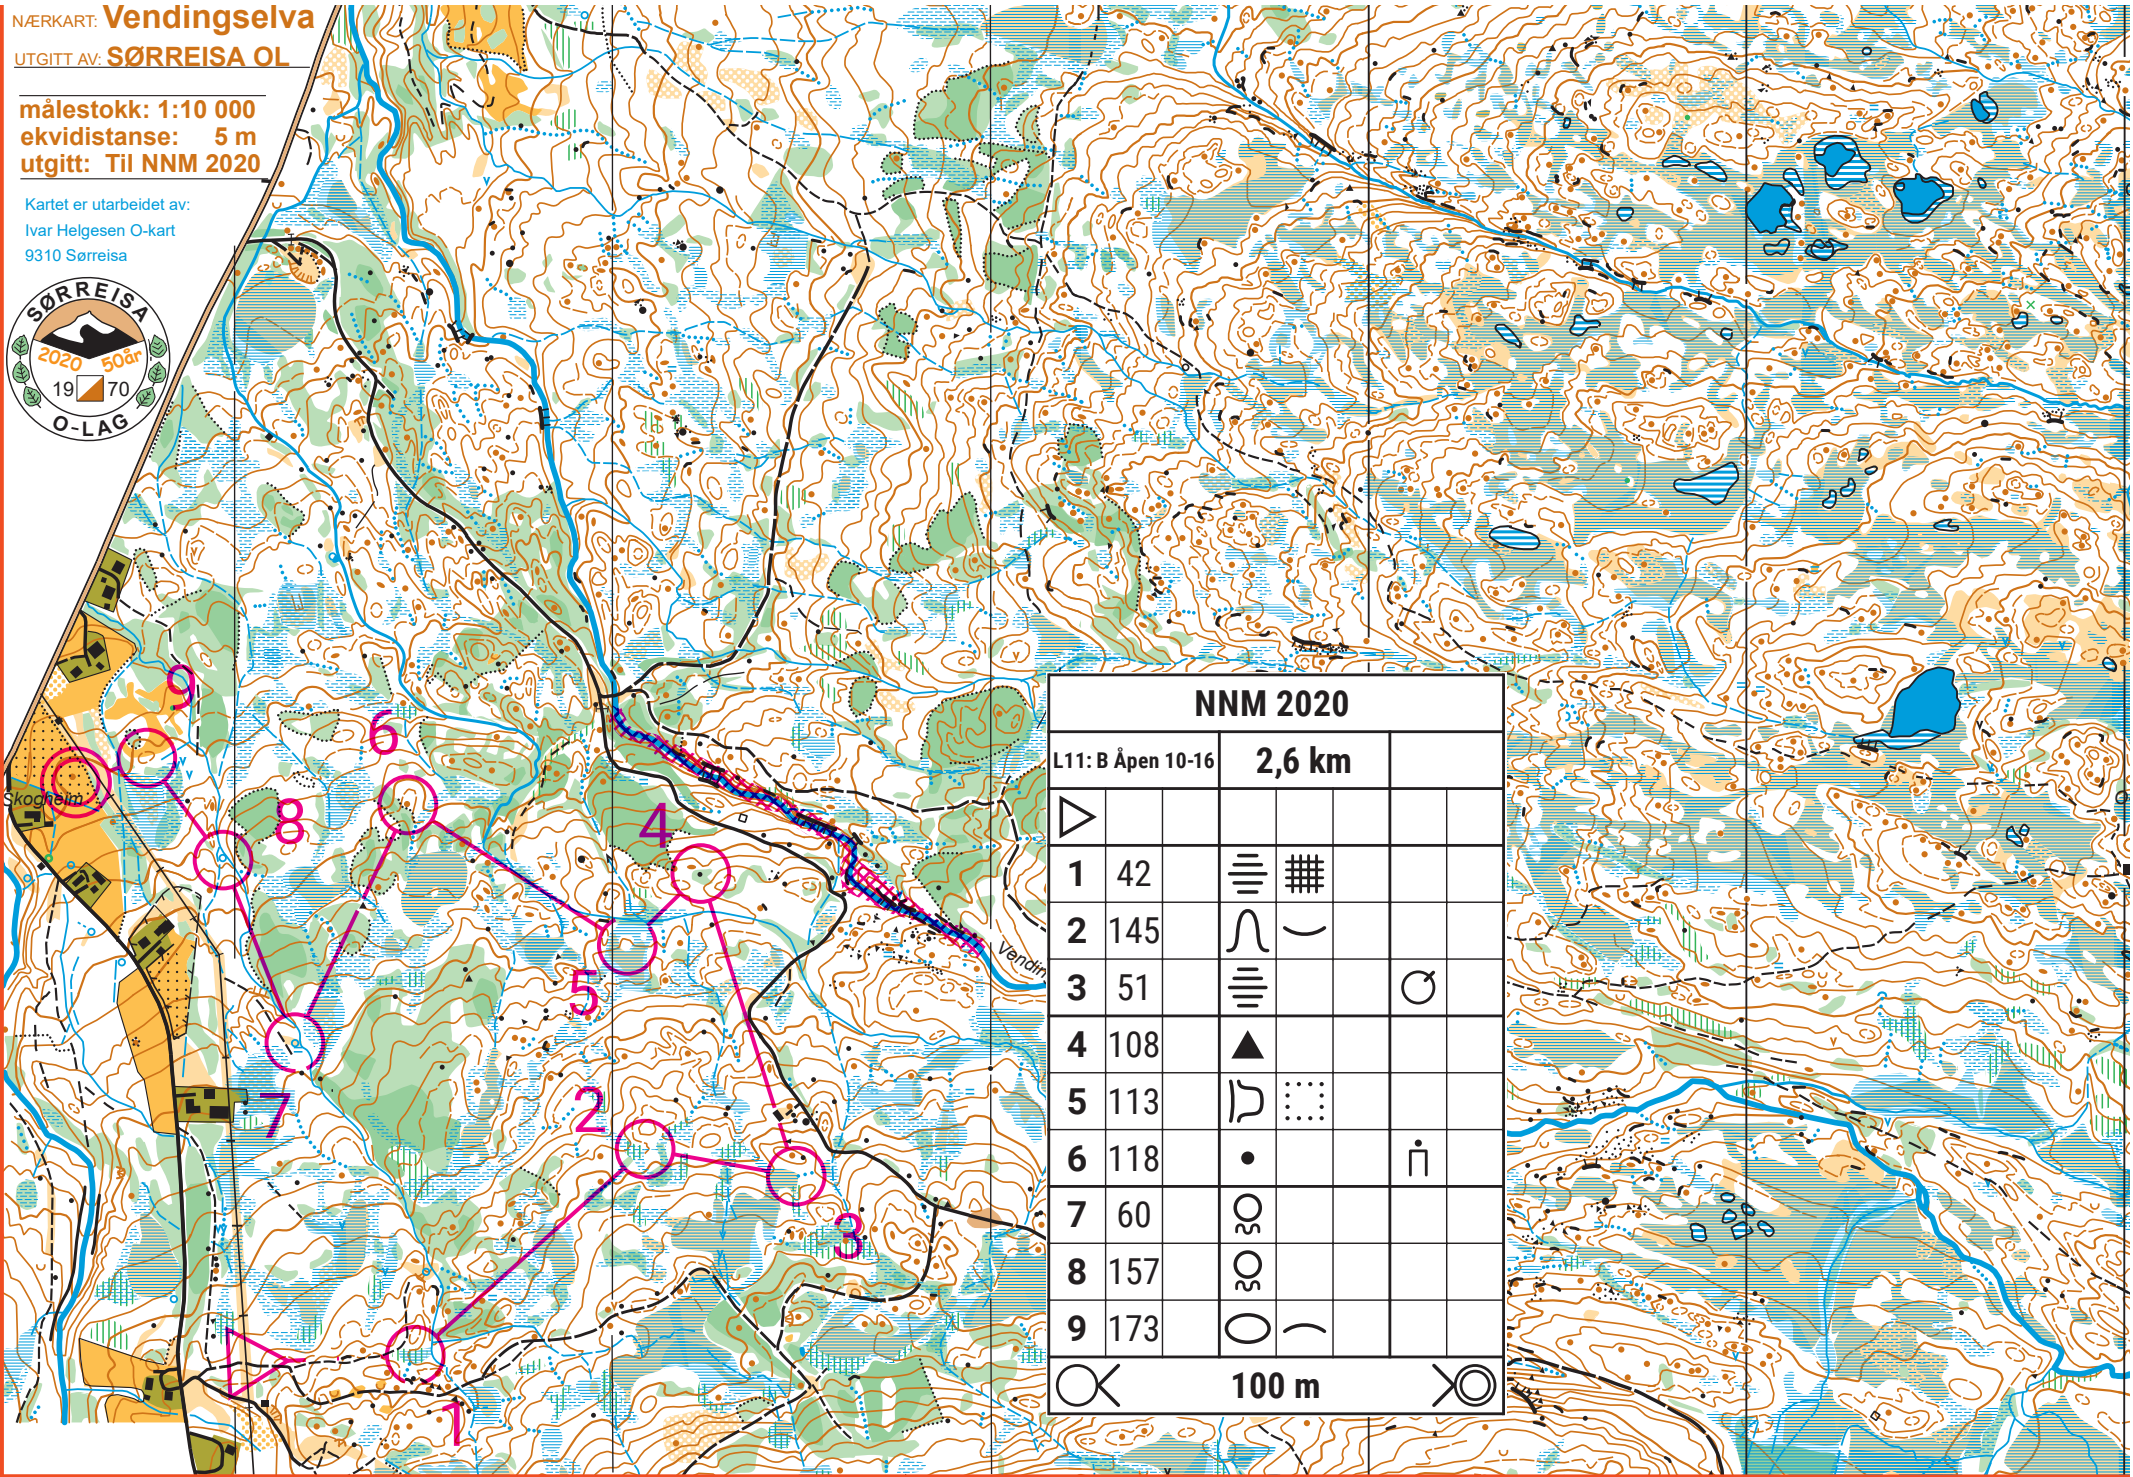 NÆRKART: Vendingselva
UTGITT AV: SØRREISA OL
målestokk: 1:10 000
ekvidistanse: 5 m
utgitt: Til NNM 2020
Kartet er utarbeidet av:
Ivar Helgesen O-kart
9310 Sørreisa
SØRREISA
2020 50år
19 70
O-LAG
9
6
8
4
Skogheim
5
Vendin
7
2
3
1
NNM 2020
L11: B Åpen 10-16 2,6 km
1 42
2 145
3 51
4 108
5 113
6 118
7 60
8 157
9 173
100 m